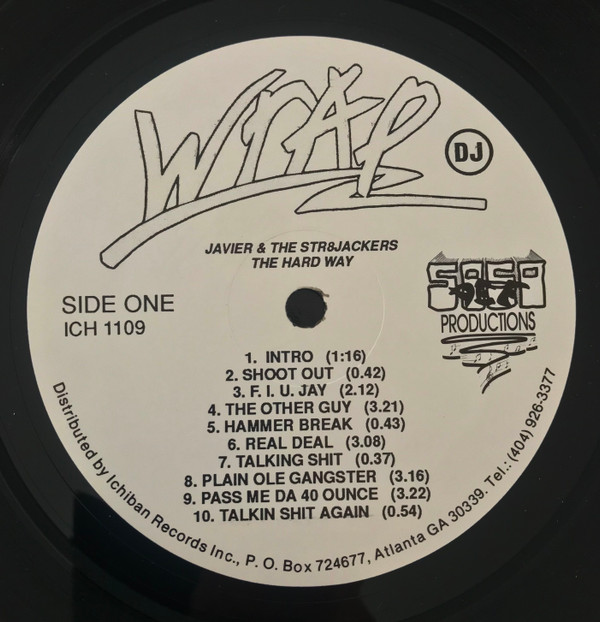 WrAp
DJ
JAVIER & THE STR8JACKERS
THE HARD WAY
SIDE ONE
ICH 1109
PRODUCTIONS
1. INTRO (1:16)
2. SHOOT OUT (0.42)
3. F. I. U. JAY (2.12)
4. THE OTHER GUY (3.21)
5. HAMMER BREAK (0.43)
6. REAL DEAL (3.08)
7. TALKING SHIT (0.37)
8. PLAIN OLE GANGSTER (3.16)
9. PASS ME DA 40 OUNCE (3.22)
10. TALKIN SHIT AGAIN (0.54)
Distributed by Ichiban Records Inc., P. O. Box 724677, Atlanta GA 30339. Tel.: (404) 926-3377